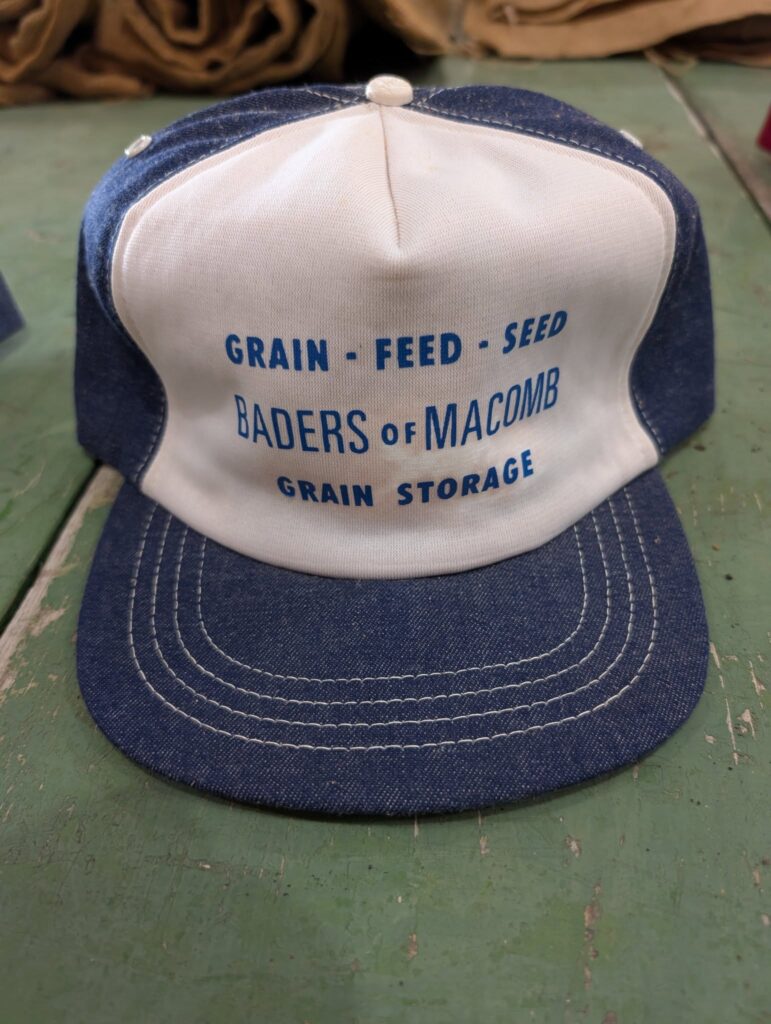 GRAIN - FEED - SEED
BADERS OF MACOMB
GRAIN STORAGE